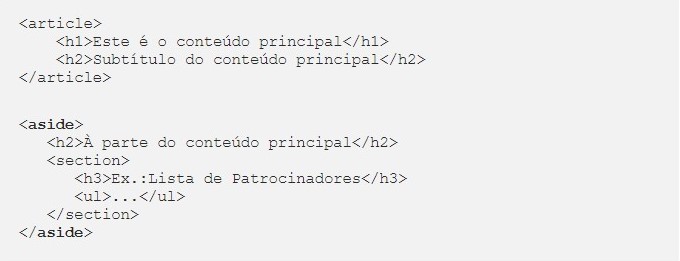 <article>
    <h1>Este é o conteúdo principal</h1>
    <h2>Subtítulo do conteúdo principal</h2>
</article>
<aside>
   <h2>À parte do conteúdo principal</h2>
   <section>
      <h3>Ex.:Lista de Patrocinadores</h3>
      <ul>...</ul>
   </section>
</aside>